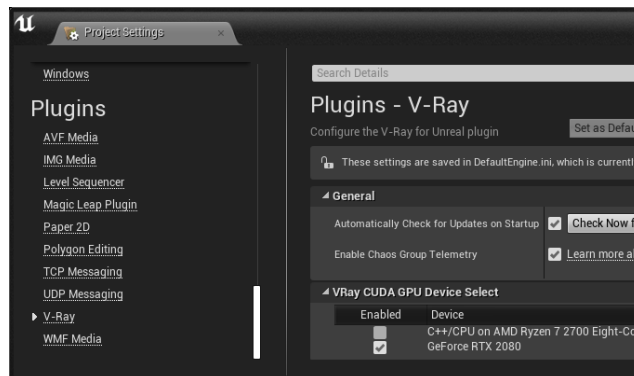 Project Settings
Windows
Plugins
AVF Media
IMG Media
Level Sequencer
Magic Leap Plugin
Paper 2D
Polygon Editing
TCP Messaging
UDP Messaging
V-Ray
WMF Media
Search Details
Plugins - V-Ray
Configure the V-Ray for Unreal plugin
Set as Defau
These settings are saved in DefaultEngine.ini, which is currentl
General
Automatically Check for Updates on Startup Check Now f
Enable Chaos Group Telemetry Learn more a
VRay CUDA GPU Device Select
Enabled Device
C++/CPU on AMD Ryzen 7 2700 Eight-Co
GeForce RTX 2080